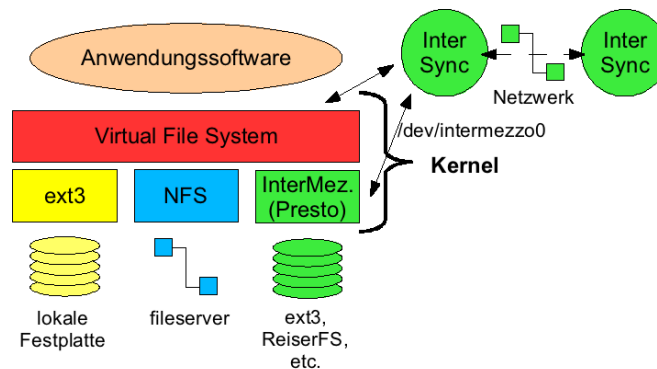 Anwendungssoftware
Inter
Sync
Inter
Sync
Netzwerk
Virtual File System
/dev/intermezzo0
Kernel
ext3
NFS
InterMez.
(Presto)
lokale
Festplatte
fileserver
ext3,
ReiserFS,
etc.